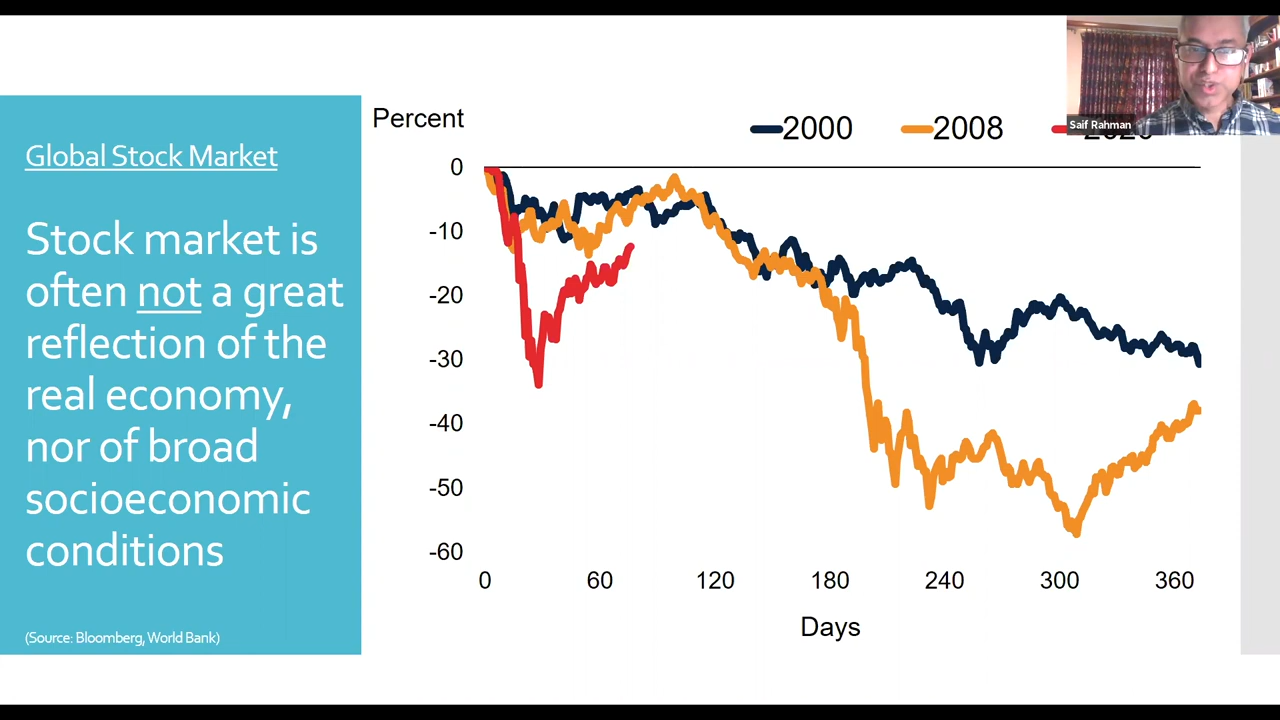 Global Stock Market
Stock market is
often not a great
reflection of the
real economy,
nor of broad
socioeconomic
conditions
(Source: Bloomberg, World Bank)
Percent
2000 2008
Saif Rahman
0
-10
-20
-30
-40
-50
-60
0 60 120 180 240 300 360
Days